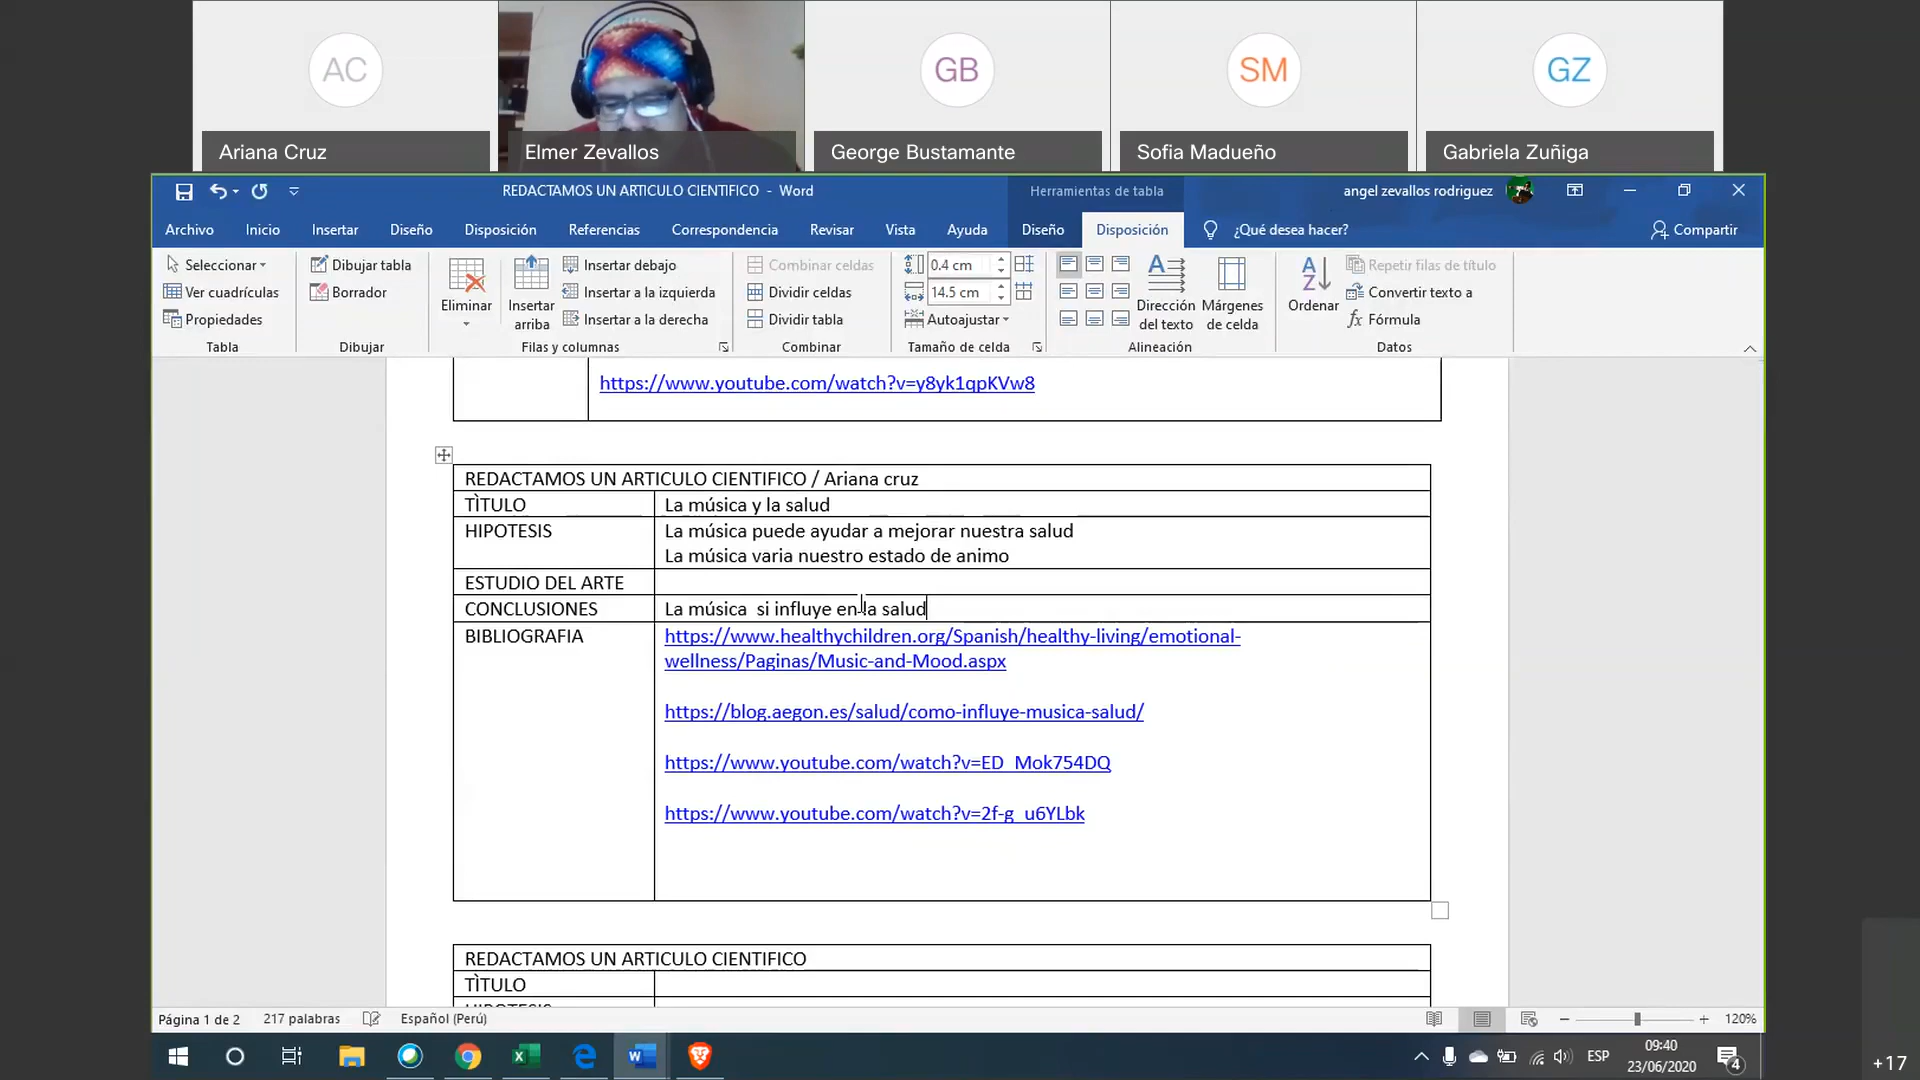 AC
GB
SM
GZ
Ariana Cruz
Elmer Zevallos
George Bustamante
Sofia Madueño
Gabriela Zuñiga
REDACTAMOS UN ARTICULO CIENTIFICO - Word
Herramientas de tabla
angel zevallos rodriguez
Archivo Inicio Insertar Diseño Disposición Referencias Correspondencia Revisar Vista Ayuda Diseño Disposición ¿Qué desea hacer? Compartir
Seleccionar
Ver cuadrículas
Propiedades
Tabla
Dibujar tabla
Borrador
Dibujar
Eliminar
Insertar arriba
Insertar debajo
Insertar a la izquierda
Insertar a la derecha
Filas y columnas
Combinar celdas
Dividir celdas
Dividir tabla
Combinar
0.4 cm
14.5 cm
Autoajustar
Tamaño de celda
Dirección del texto
Márgenes de celda
Alineación
Ordenar
Repetir filas de título
Convertir texto a
Fórmula
Datos
https://www.youtube.com/watch?v=y8yk1qpKVw8
REDACTAMOS UN ARTICULO CIENTIFICO / Ariana cruz
TÌTULO La música y la salud
HIPOTESIS La música puede ayudar a mejorar nuestra salud
La música varia nuestro estado de animo
ESTUDIO DEL ARTE
CONCLUSIONES La música  si influye en la salud
BIBLIOGRAFIA https://www.healthychildren.org/Spanish/healthy-living/emotional-
wellness/Paginas/Music-and-Mood.aspx
https://blog.aegon.es/salud/como-influye-musica-salud/
https://www.youtube.com/watch?v=ED_Mok754DQ
https://www.youtube.com/watch?v=2f-g_u6YLbk
REDACTAMOS UN ARTICULO CIENTIFICO
TÌTULO
HIPOTESIS
Página 1 de 2 217 palabras Español (Perú) 120%
ESP
09:40
23/06/2020
4
+17